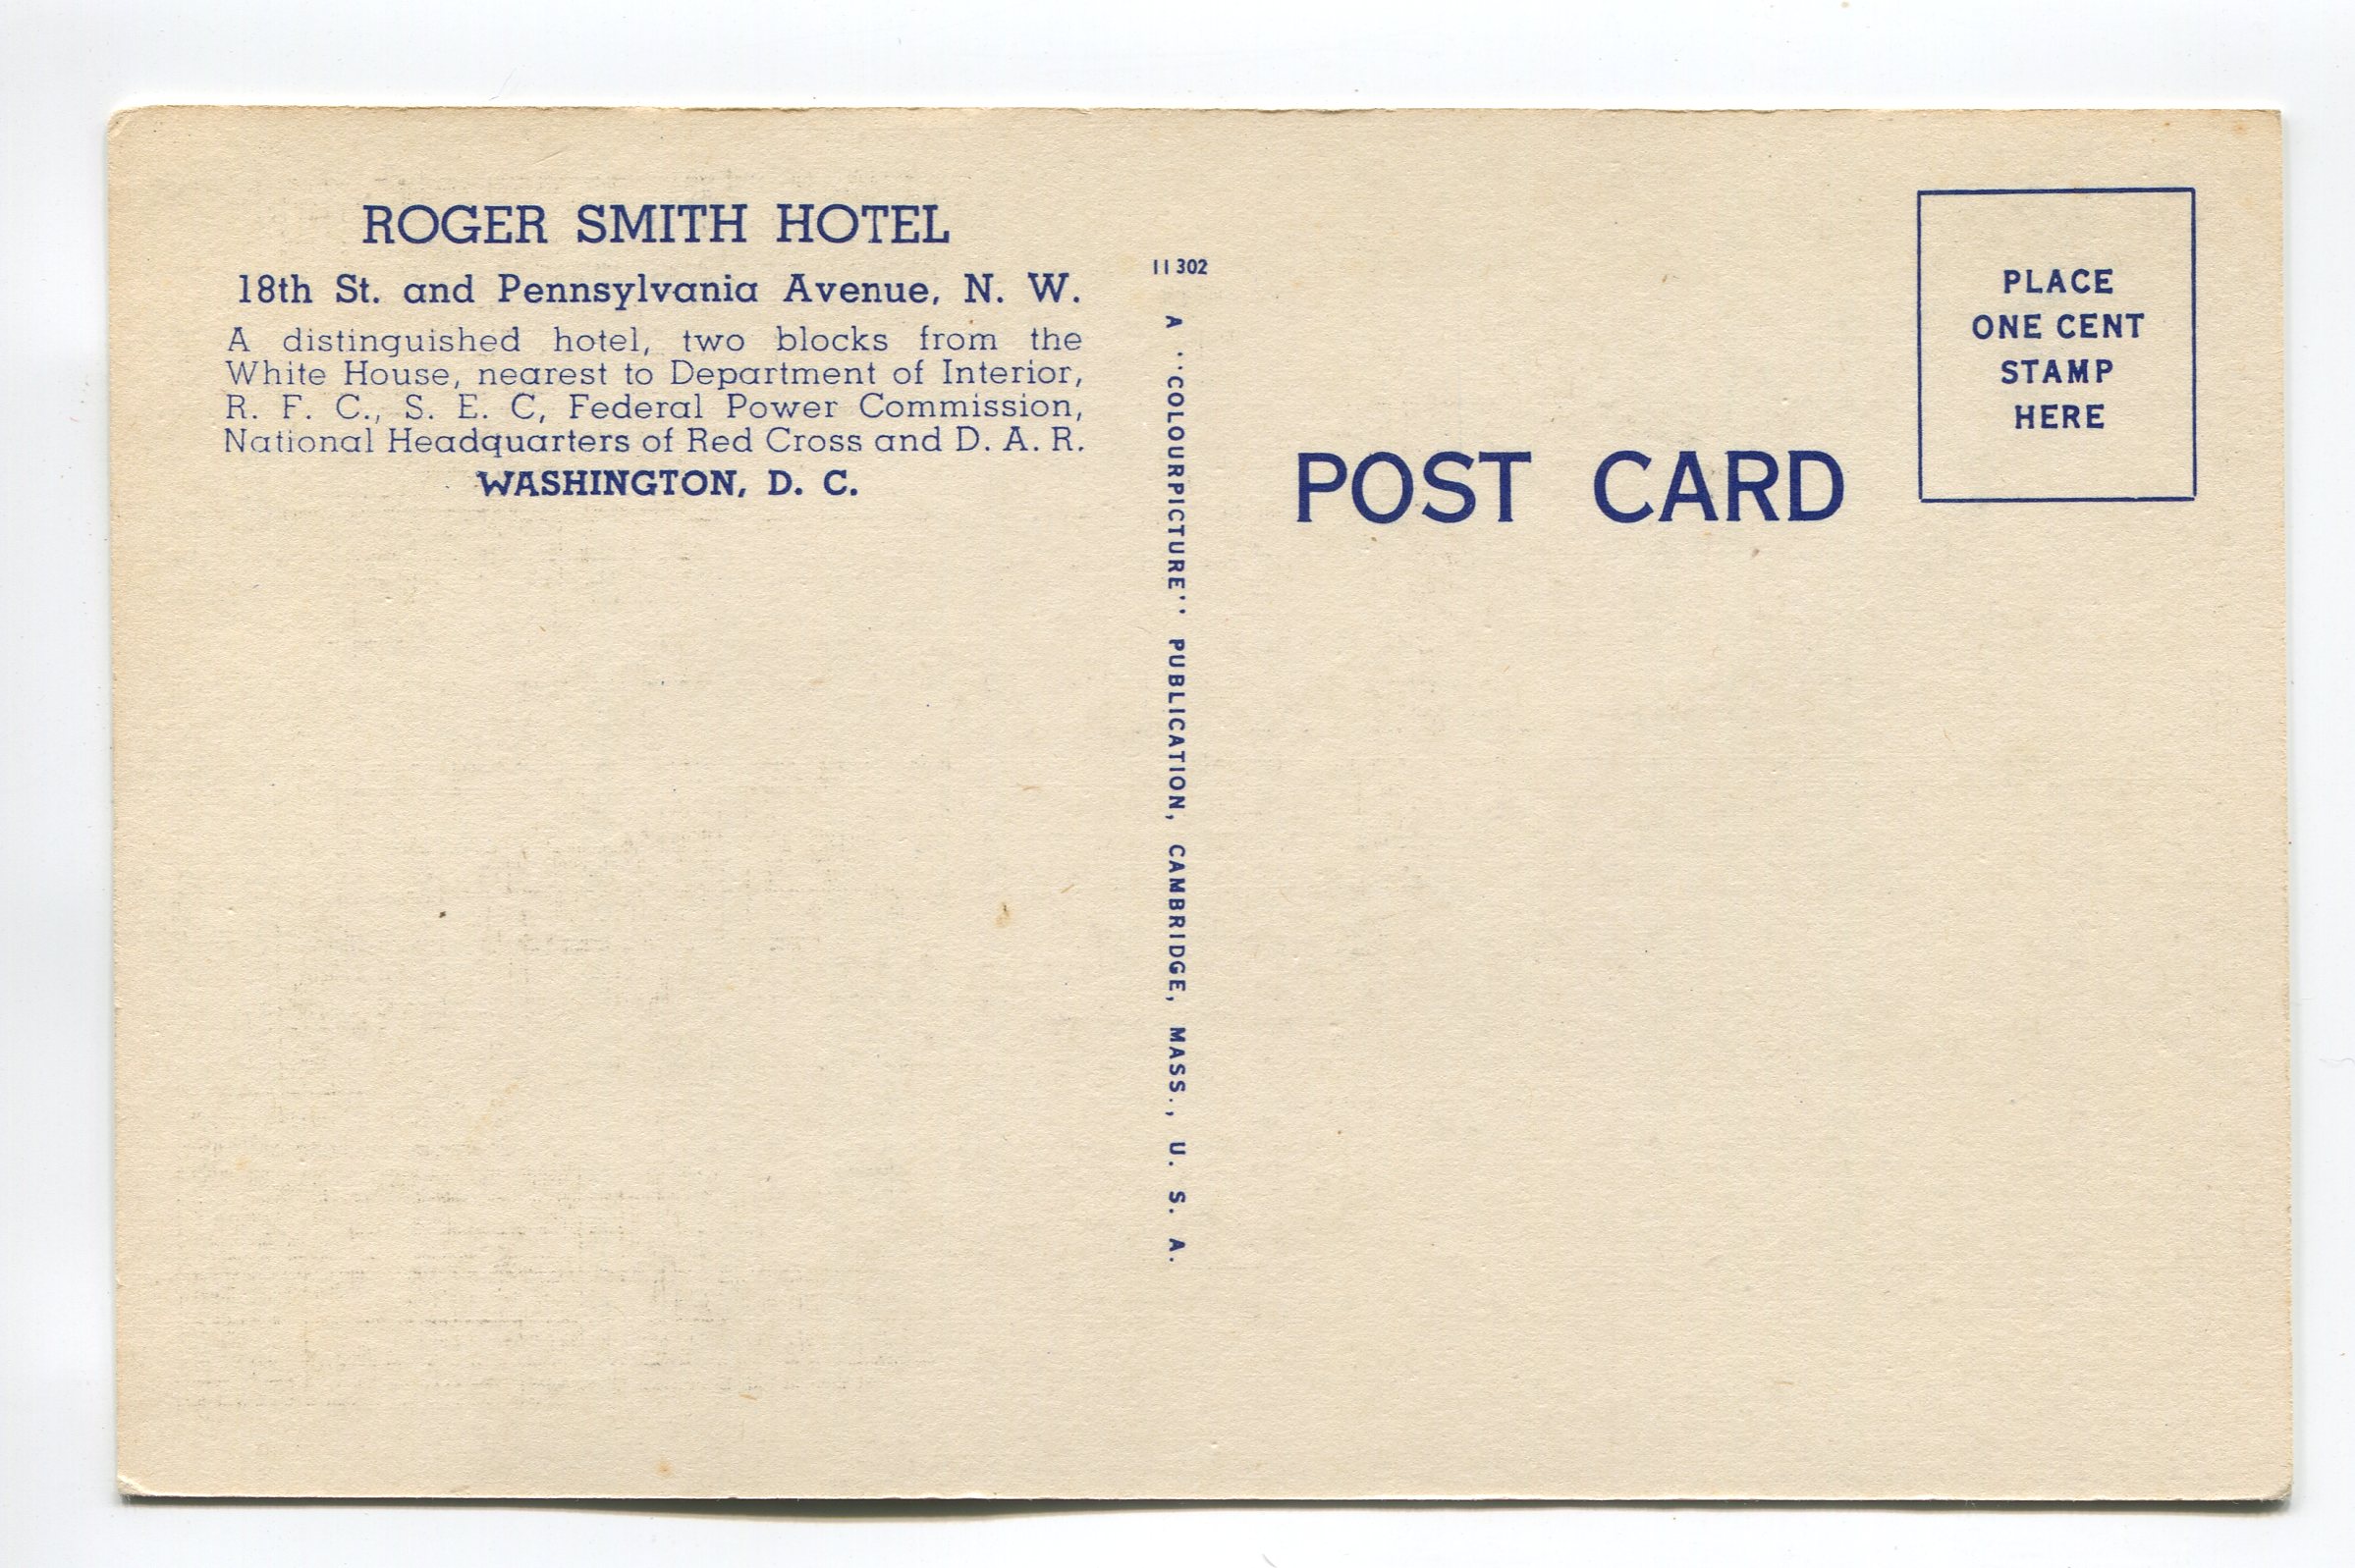 ROGER SMITH HOTEL
18th St. and Pennsylvania Avenue, N. W.
A distinguished hotel, two blocks from the
White House, nearest to Department of Interior,
R. F. C., S. E. C, Federal Power Commission,
National Headquarters of Red Cross and D. A. R.
WASHINGTON, D. C.
11302
A "COLOURPICTURE" PUBLICATION, CAMBRIDGE, MASS., U. S. A.
POST CARD
PLACE
ONE CENT
STAMP
HERE